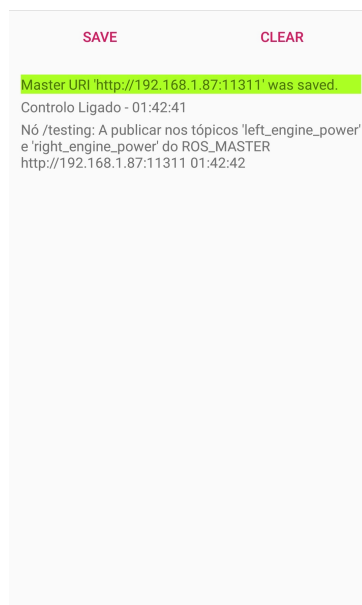 SAVE CLEAR
Master URI 'http://192.168.1.87:11311' was saved.
Controlo Ligado - 01:42:41
Nó /testing: A publicar nos tópicos 'left_engine_power'
e 'right_engine_power' do ROS_MASTER
http://192.168.1.87:11311 01:42:42